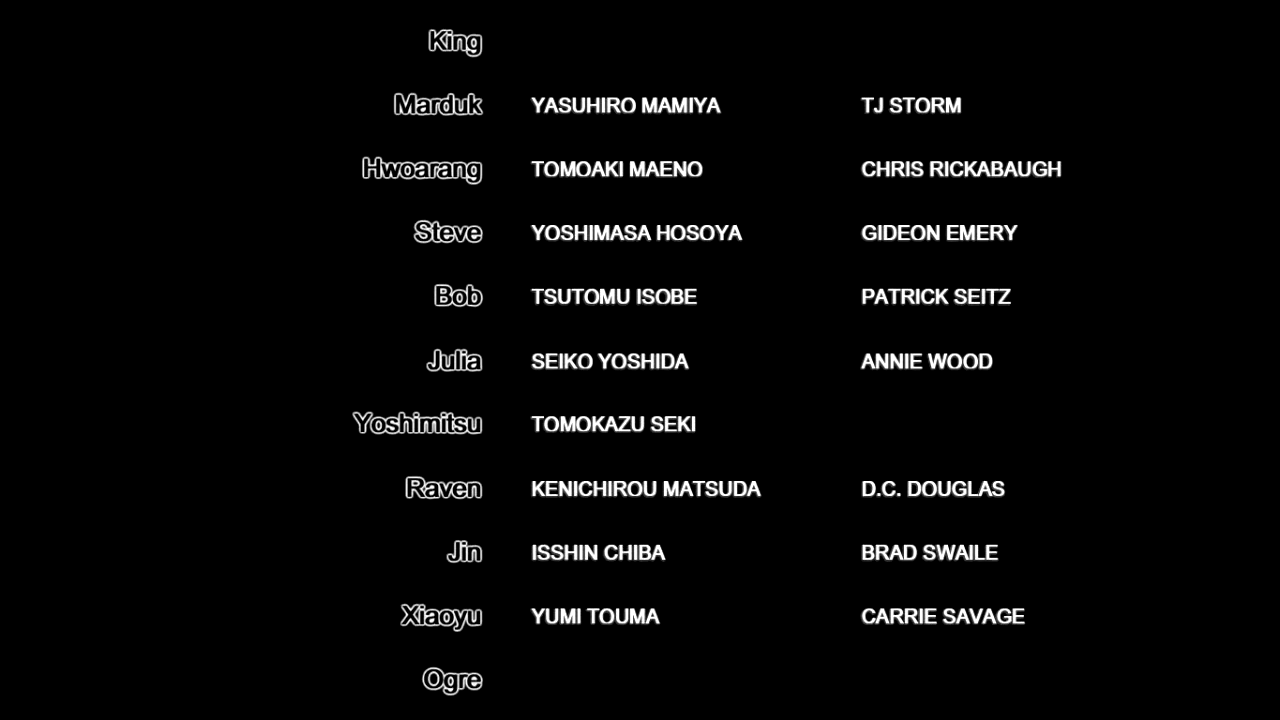 King
Marduk YASUHIRO MAMIYA TJ STORM
Hwoarang TOMOAKI MAENO CHRIS RICKABAUGH
Steve YOSHIMASA HOSOYA GIDEON EMERY
Bob TSUTOMU ISOBE PATRICK SEITZ
Julia SEIKO YOSHIDA ANNIE WOOD
Yoshimitsu TOMOKAZU SEKI
Raven KENICHIROU MATSUDA D.C. DOUGLAS
Jin ISSHIN CHIBA BRAD SWAILE
Xiaoyu YUMI TOUMA CARRIE SAVAGE
Ogre